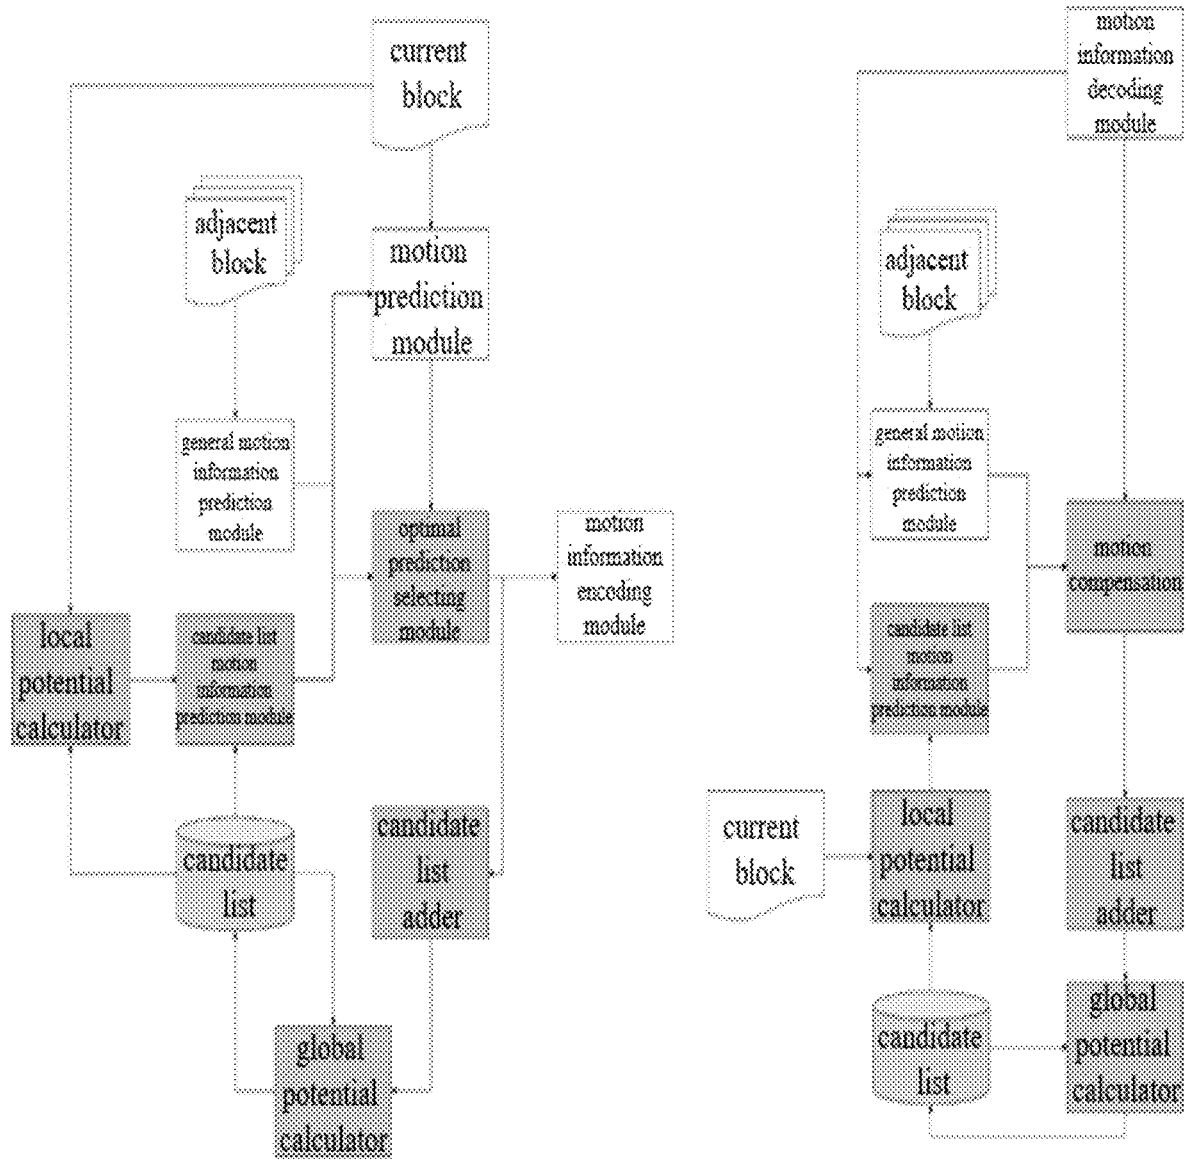 current
block
adjacent
block
motion
prediction
module
general motion
information
prediction
module
optimal
prediction
selecting
module
motion
information
encoding
module
local
potential
calculator
candidate list
motion
information
prediction module
candidate
list
candidate
list
adder
global
potential
calculator
motion
information
decoding
module
adjacent
block
general motion
information
prediction
module
motion
compensation
candidate list
motion
information
prediction module
current
block
local
potential
calculator
candidate
list
adder
candidate
list
global
potential
calculator